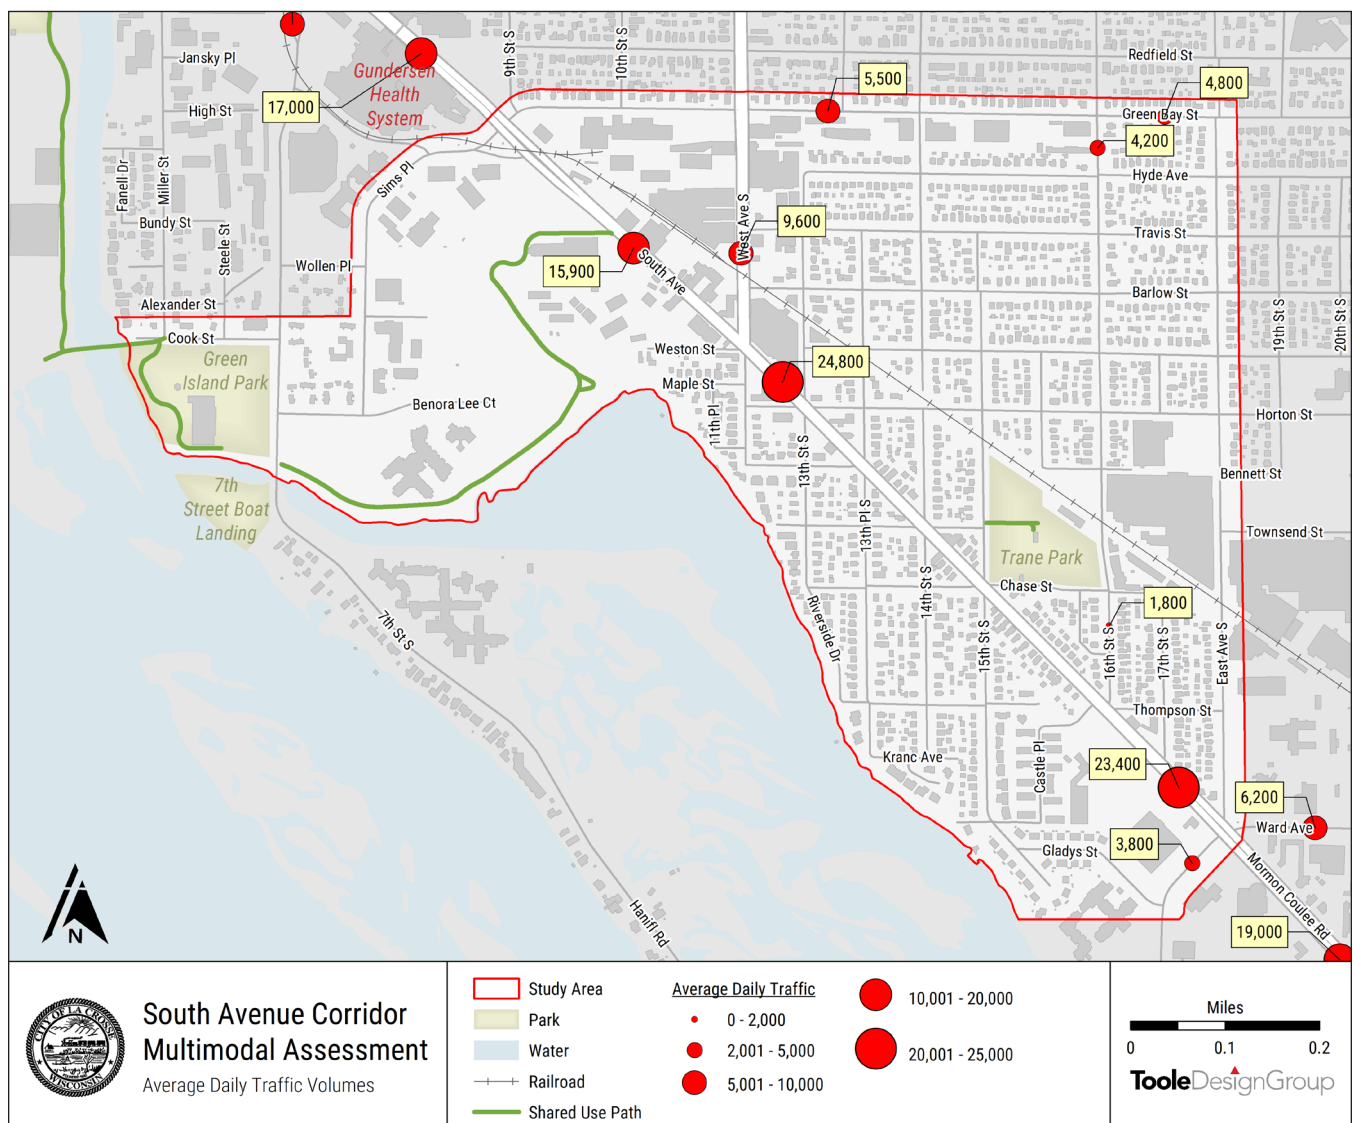 Jansky Pl
High St
17,000
Gundersen
Health
System
9th St S
10th St S
5,500
Redfield St
4,800
Green Bay St
4,200
Hyde Ave
Farnell Dr
Miller St
Sims Pl
Bundy St
Steele St
Wollen Pl
West Ave S
9,600
Travis St
15,900
South Ave
Barlow St
Alexander St
Cook St
Green
Island Park
19th St S
20th St S
Weston St
Maple St
24,800
Benora Lee Ct
11th Pl
13th St S
Horton St
Bennett St
7th
Street Boat
Landing
13th Pl S
Townsend St
Trane Park
Chase St
14th St S
1,800
7th St S
Riverside Dr
15th St S
16th St S
17th St S
East Ave S
Thompson St
Kranc Ave
Castle Pl
23,400
6,200
Ward Ave
3,800
Gladys St
Mormon Coulee Rd
Hanifl Rd
19,000
N
CITY OF LA CROSSE
WISCONSIN
South Avenue Corridor
Multimodal Assessment
Average Daily Traffic Volumes
Study Area
Park
Water
Railroad
Shared Use Path
Average Daily Traffic
0 - 2,000
2,001 - 5,000
5,001 - 10,000
10,001 - 20,000
20,001 - 25,000
Miles
0 0.1 0.2
TooleDesignGroup